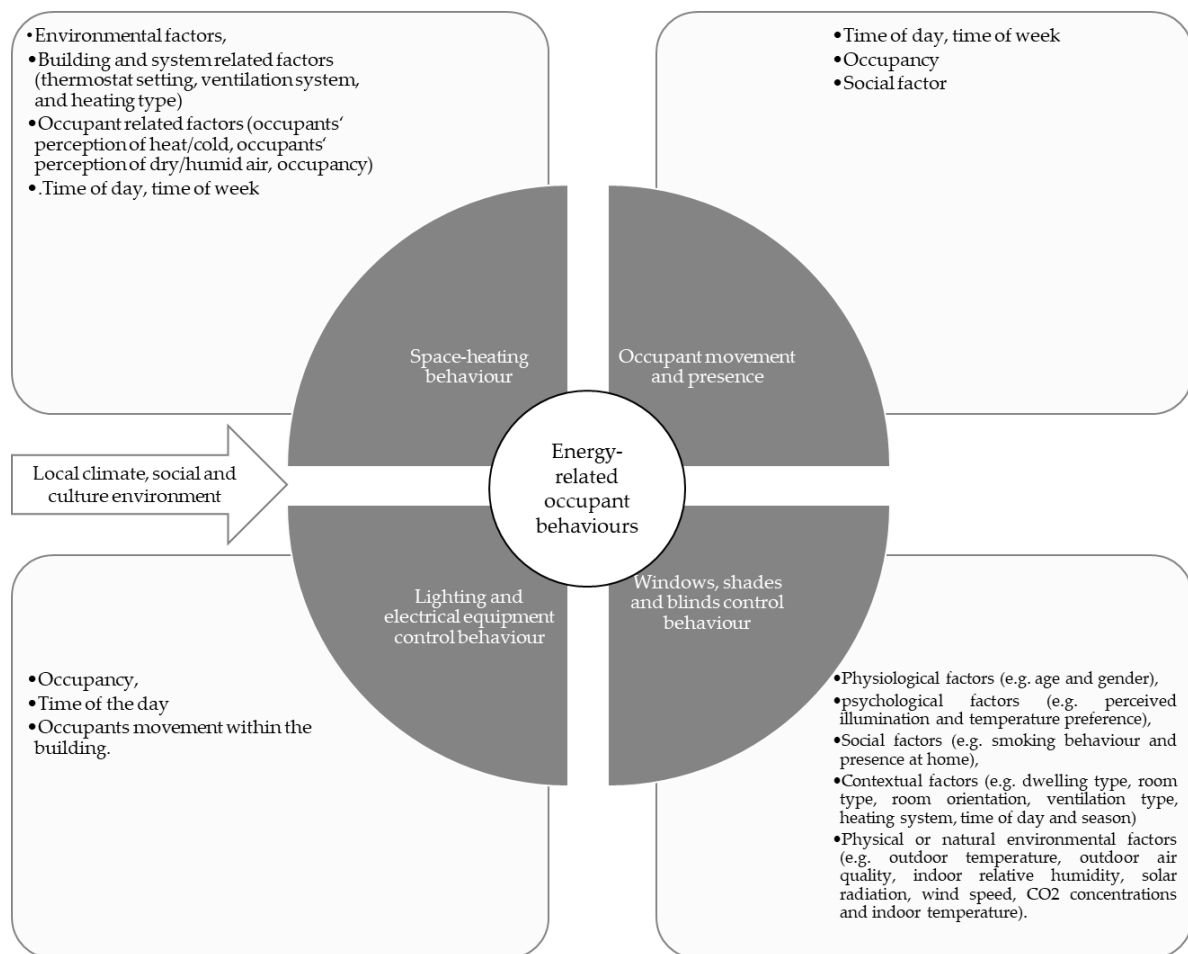 •Environmental factors,
•Building and system related factors
(thermostat setting, ventilation system,
and heating type)
•Occupant related factors (occupants‘
perception of heat/cold, occupants‘
perception of dry/humid air, occupancy)
•.Time of day, time of week
•Time of day, time of week
•Occupancy
•Social factor
Space-heating
behaviour
Occupant movement
and presence
Energy-
related
occupant
behaviours
Local climate, social and
culture environment
Lighting and
electrical equipment
control behaviour
Windows, shades
and blinds control
behaviour
•Occupancy,
•Time of the day
•Occupants movement within the
building.
•Physiological factors (e.g. age and gender),
•psychological factors (e.g. perceived
illumination and temperature preference),
•Social factors (e.g. smoking behaviour and
presence at home),
•Contextual factors (e.g. dwelling type, room
type, room orientation, ventilation type,
heating system, time of day and season)
•Physical or natural environmental factors
(e.g. outdoor temperature, outdoor air
quality, indoor relative humidity, solar
radiation, wind speed, CO2 concentrations
and indoor temperature).